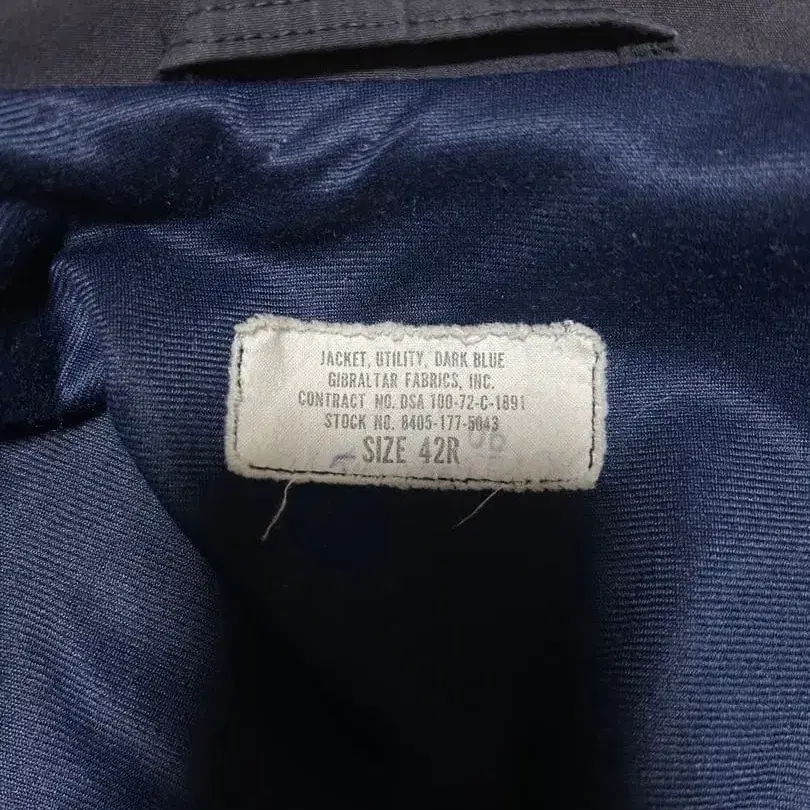 JACKET, UTILITY, DARK BLUE
GIBRALTAR FABRICS, INC.
CONTRACT NO. DSA 100-72-C-1891
STOCK NO. 8405-177-5043
SIZE 42R